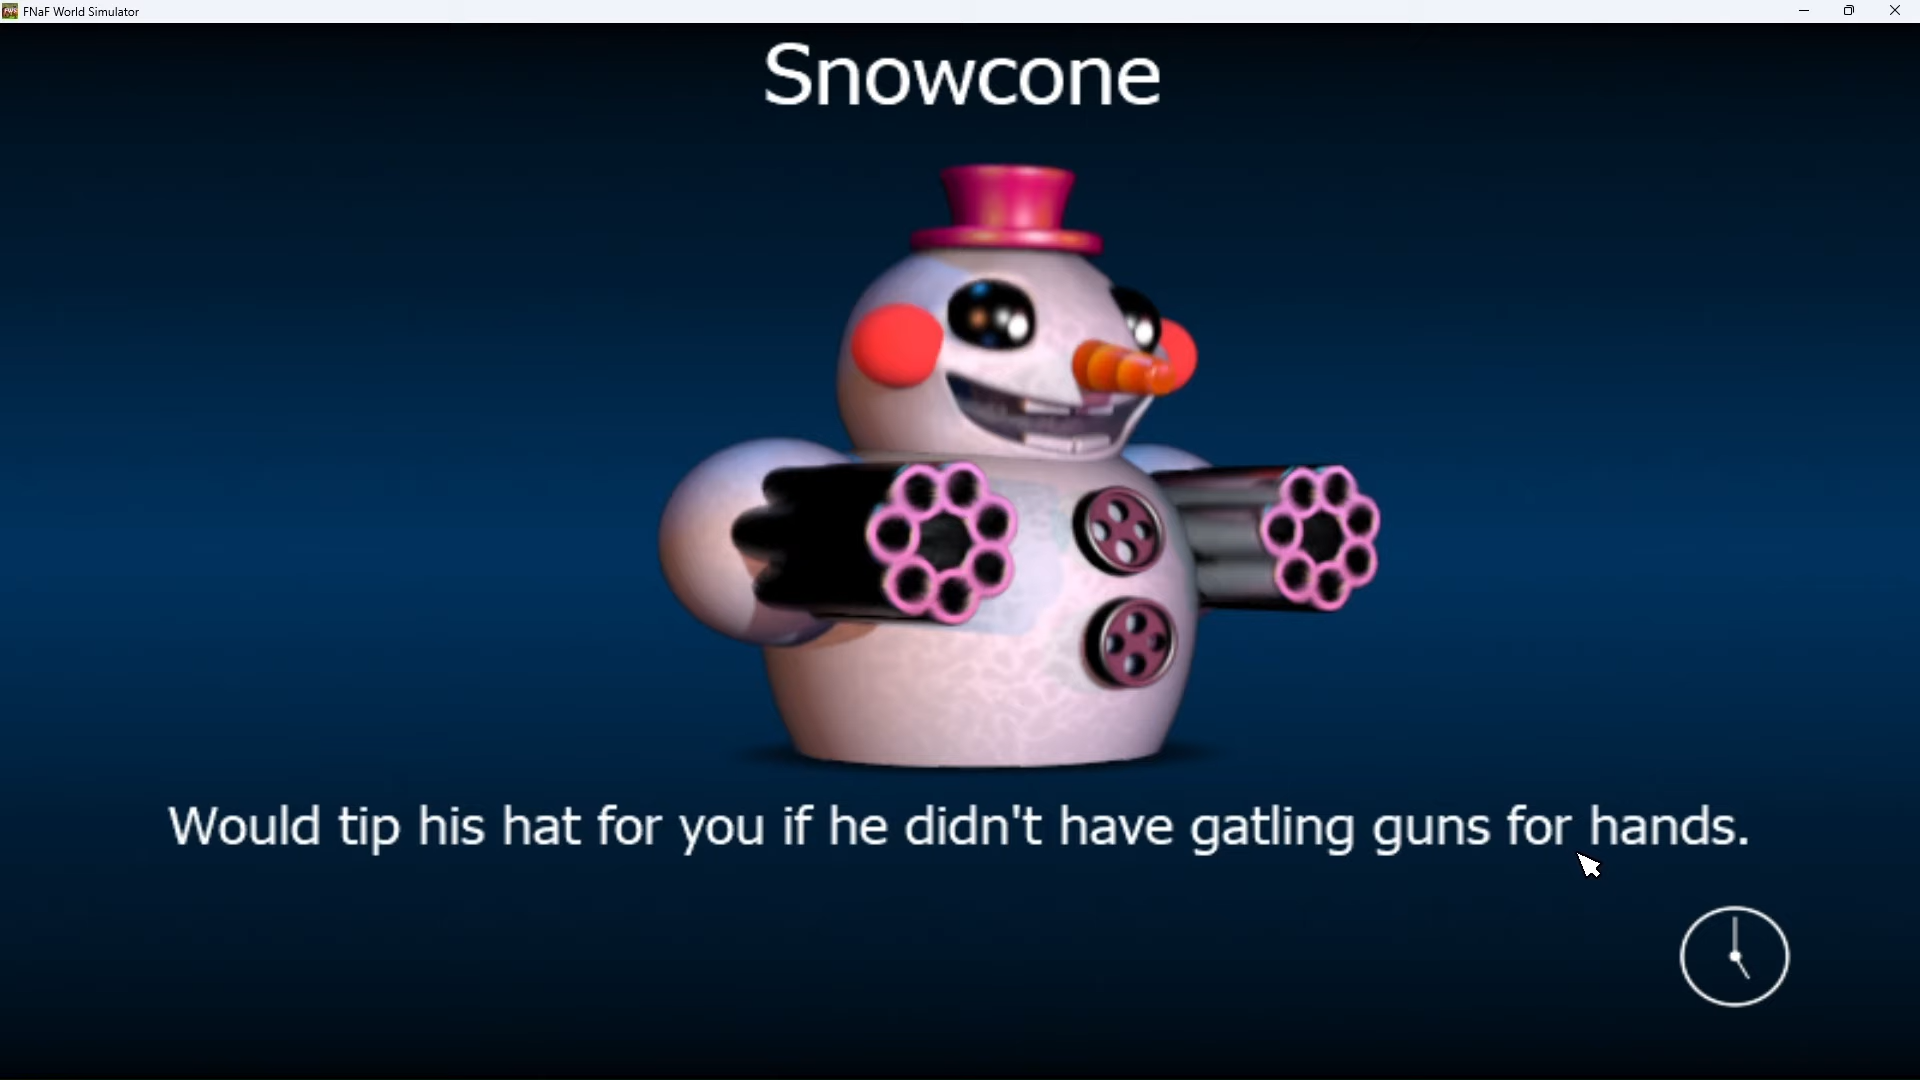 FNaF World Simulator
Snowcone
Would tip his hat for you if he didn't have gatling guns for hands.